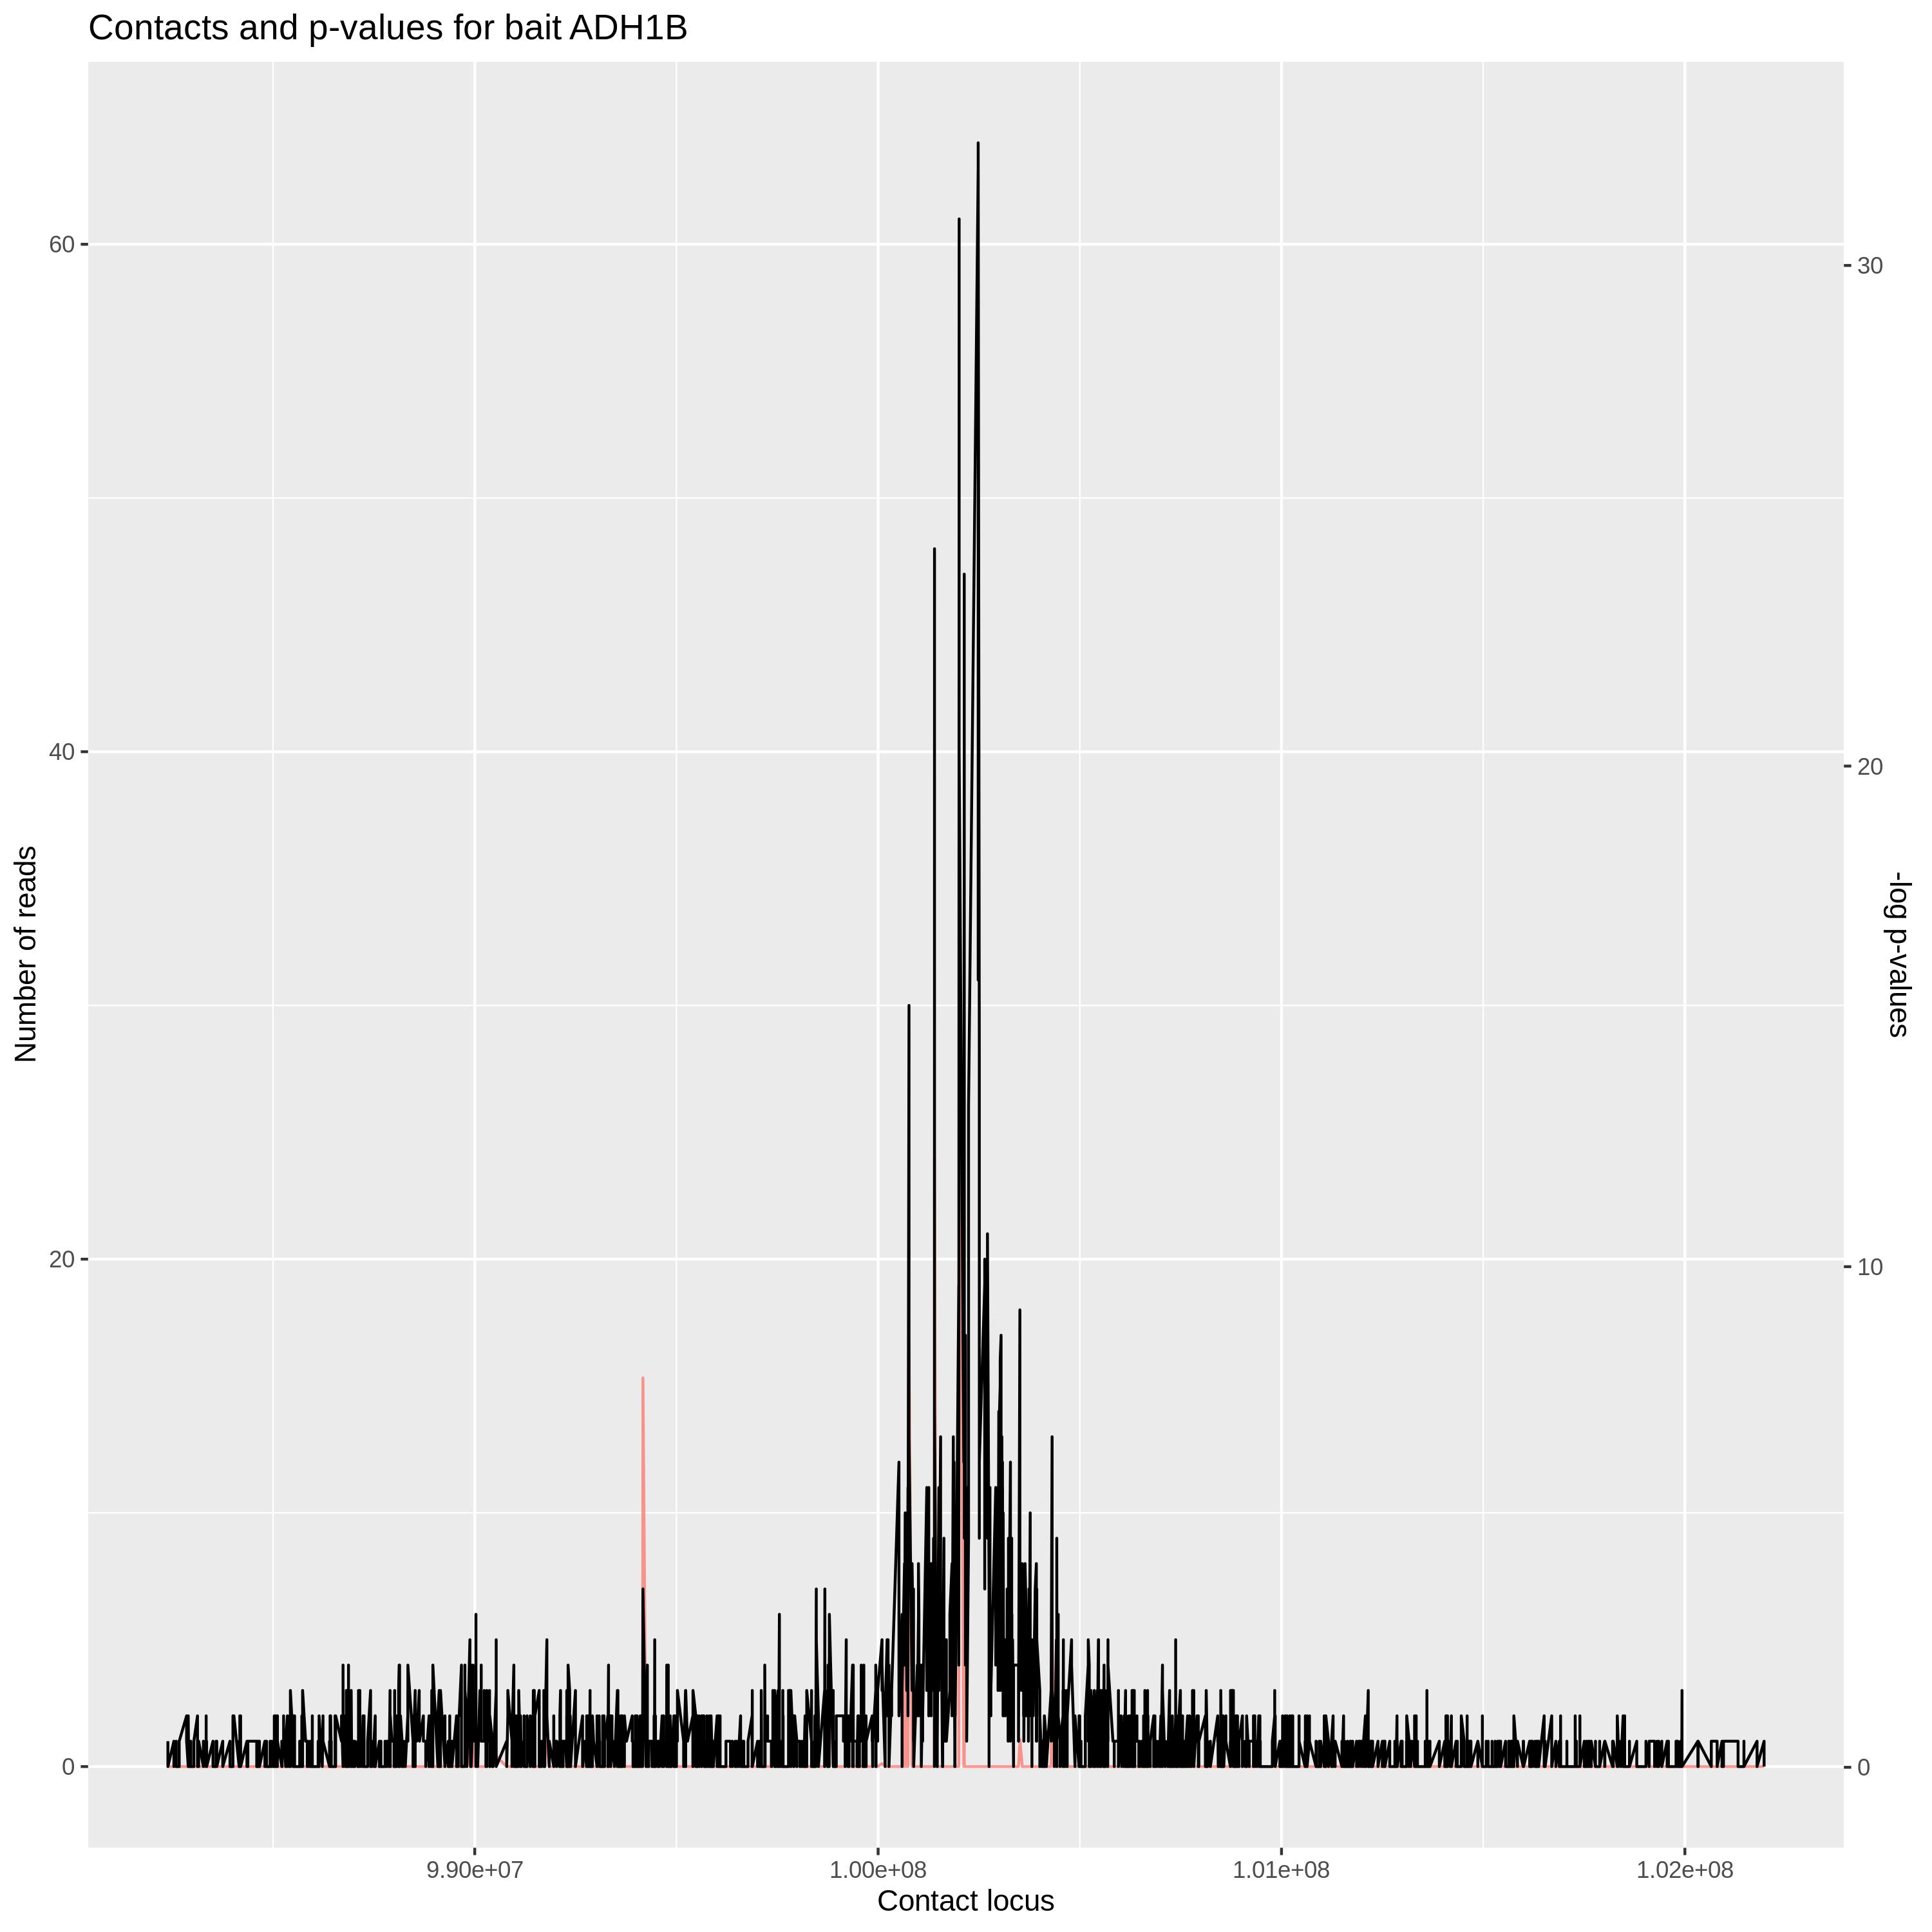 Contacts and p-values for bait ADH1B
60
40
20
0
Number of reads
30
20
10
0
-log p-values
9.90e+07 1.00e+08 1.01e+08 1.02e+08
Contact locus